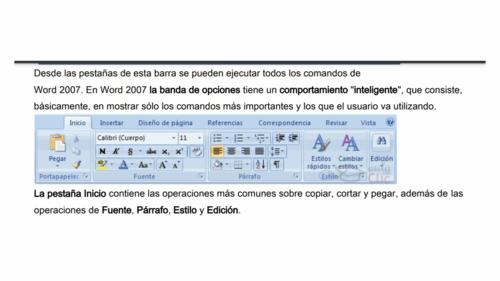 Desde las pestañas de esta barra se pueden ejecutar todos los comandos de
Word 2007. En Word 2007 la banda de opciones tiene un comportamiento "inteligente", que consiste,
básicamente, en mostrar sólo los comandos más importantes y los que el usuario va utilizando.
Inicio Insertar Diseño de página Referencias Correspondencia Revisar Vista
Calibri (Cuerpo) 11
Pegar Estilos rápidos Cambiar estilos Edición
Portapapeles Fuente Párrafo Estilo
La pestaña Inicio contiene las operaciones más comunes sobre copiar, cortar y pegar, además de las
operaciones de Fuente, Párrafo, Estilo y Edición.